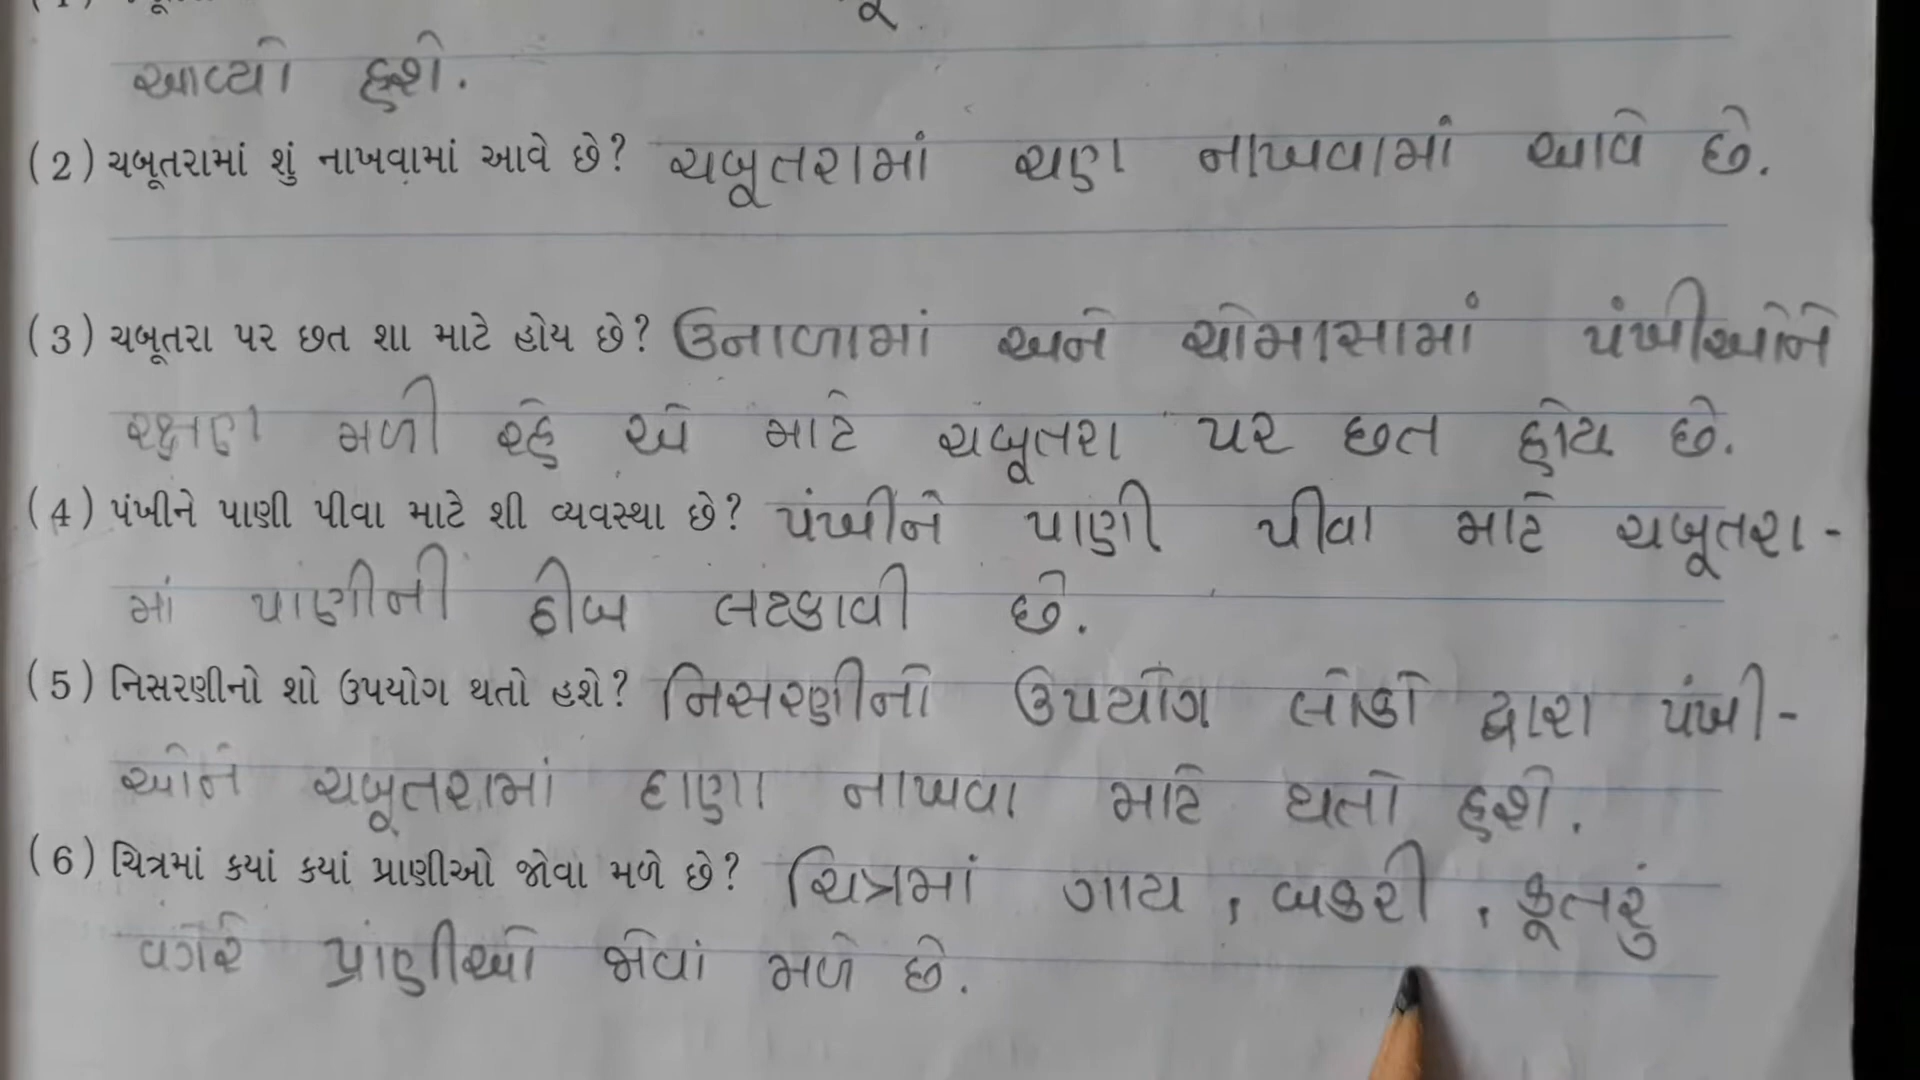 આવ્યો હશે.
(2) ચબૂતરામાં શું નાખવામાં આવે છે? ચબૂતરામાં ચણ નાખવામાં આવે છે.
(3) ચબૂતરા પર છત શા માટે હોય છે? ઉનાળામાં અને ચોમાસામાં પંખીઓને
રક્ષણ મળી રહે એ માટે ચબૂતરા પર છત હોય છે.
(4) પંખીને પાણી પીવા માટે શી વ્યવસ્થા છે? પંખીને પાણી પીવા માટે ચબૂતરા-
માં પાણીની ઠીબ લટકાવી છે.
(5) નિસરણીનો શો ઉપયોગ થતો હશે? નિસરણીનો ઉપયોગ લોકો દ્વારા પંખી-
ઓને ચબૂતરામાં દાણા નાખવા માટે થતો હશે.
(6) ચિત્રમાં કયાં કયાં પ્રાણીઓ જોવા મળે છે? ચિત્રમાં ગાય, બકરી, કૂતરું
વગેરે પ્રાણીઓ જોવાં મળે છે.